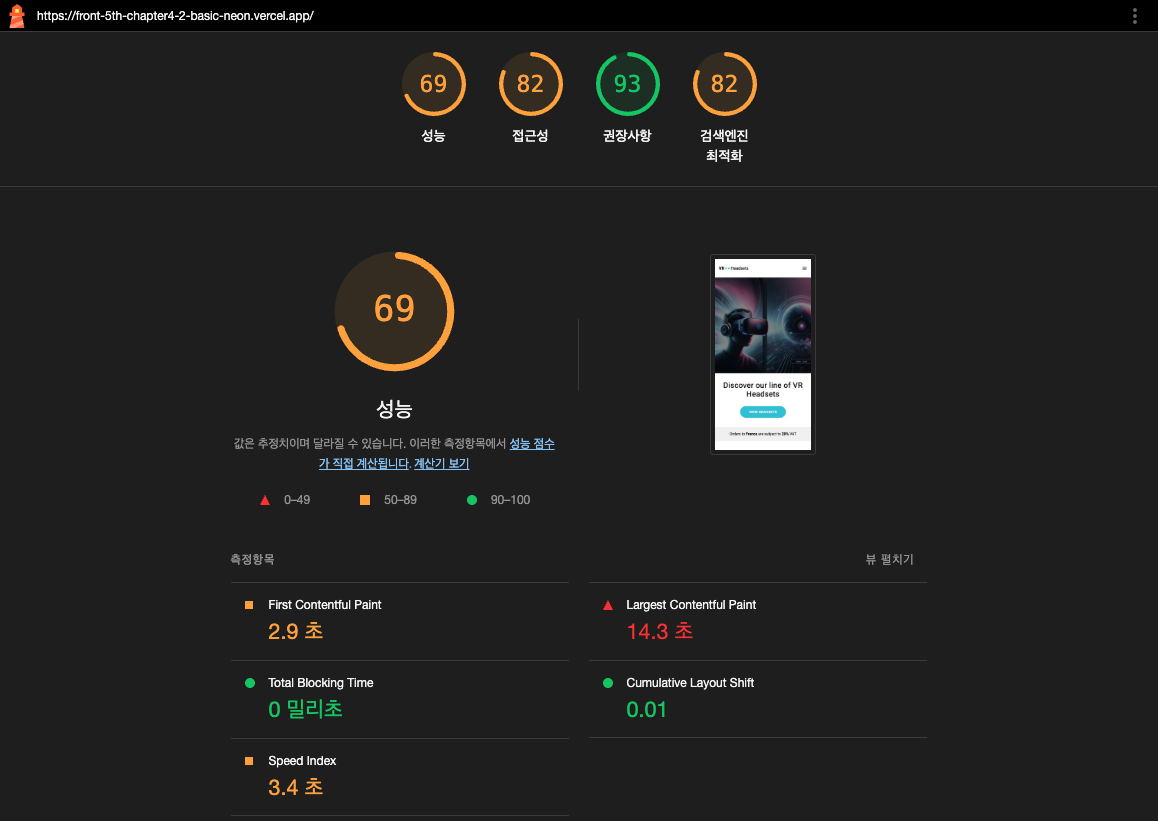 https://front-5th-chapter4-2-basic-neon.vercel.app/
69
82
93
82
성능
접근성
권장사항
검색엔진
최적화
69
성능
값은 추정치이며 달라질 수 있습니다. 이러한 측정항목에서 성능 점수
가 직접 계산됩니다. 계산기 보기
0–49
50–89
90–100
Discover our line of VR
Headsets
VIEW HEADSETS
Orders to France are subject to 20% VAT
측정항목
뷰 펼치기
First Contentful Paint
2.9 초
Largest Contentful Paint
14.3 초
Total Blocking Time
0 밀리초
Cumulative Layout Shift
0.01
Speed Index
3.4 초